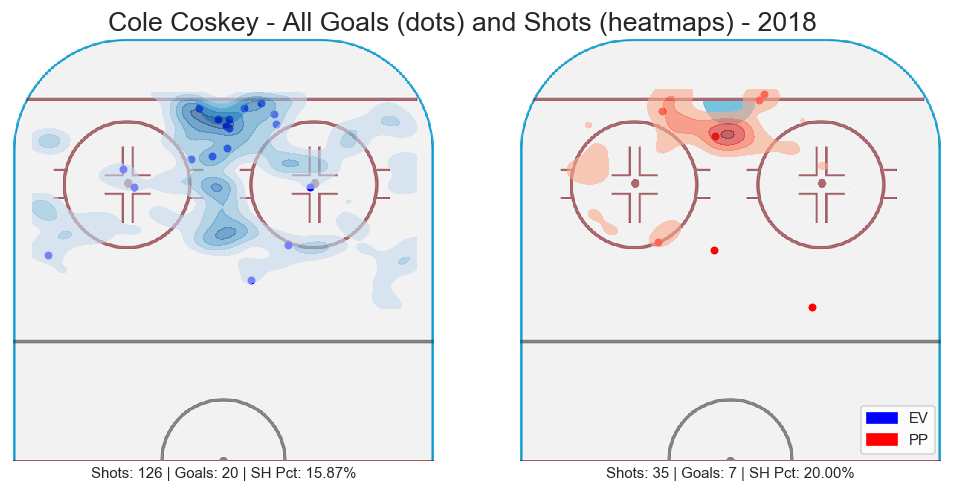 Cole Coskey - All Goals (dots) and Shots (heatmaps) - 2018
EV
PP
Shots: 126 | Goals: 20 | SH Pct: 15.87%
Shots: 35 | Goals: 7 | SH Pct: 20.00%